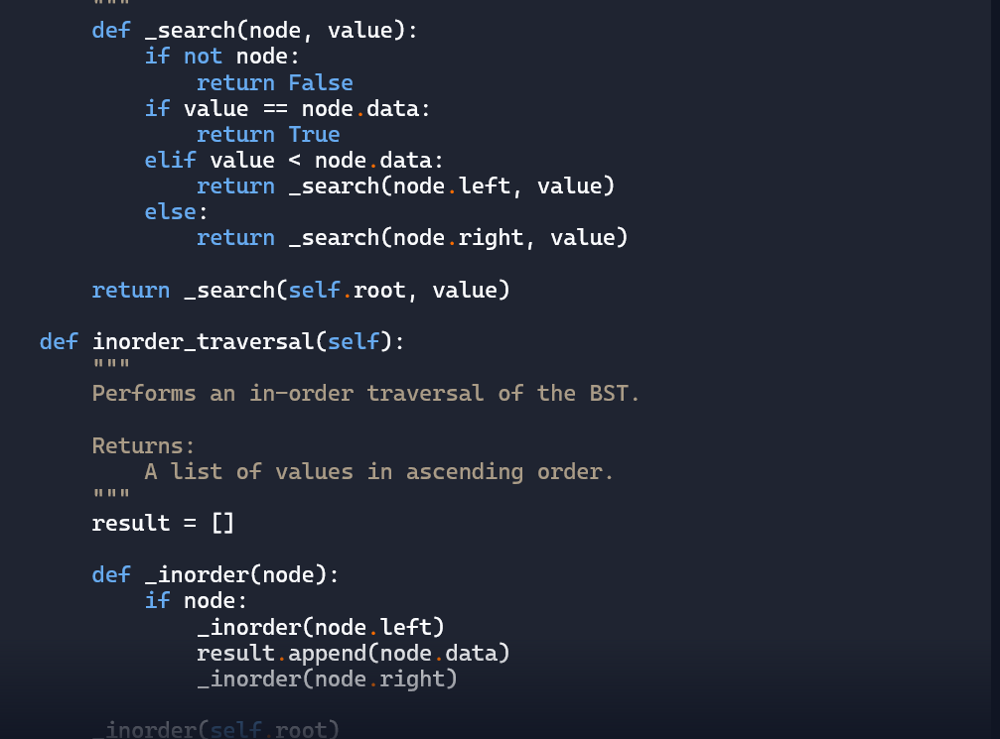 """
def _search(node, value):
    if not node:
        return False
    if value == node.data:
        return True
    elif value < node.data:
        return _search(node.left, value)
    else:
        return _search(node.right, value)

return _search(self.root, value)

def inorder_traversal(self):
    """
    Performs an in-order traversal of the BST.

    Returns:
        A list of values in ascending order.
    """
    result = []

    def _inorder(node):
        if node:
            _inorder(node.left)
            result.append(node.data)
            _inorder(node.right)

    _inorder(self.root)